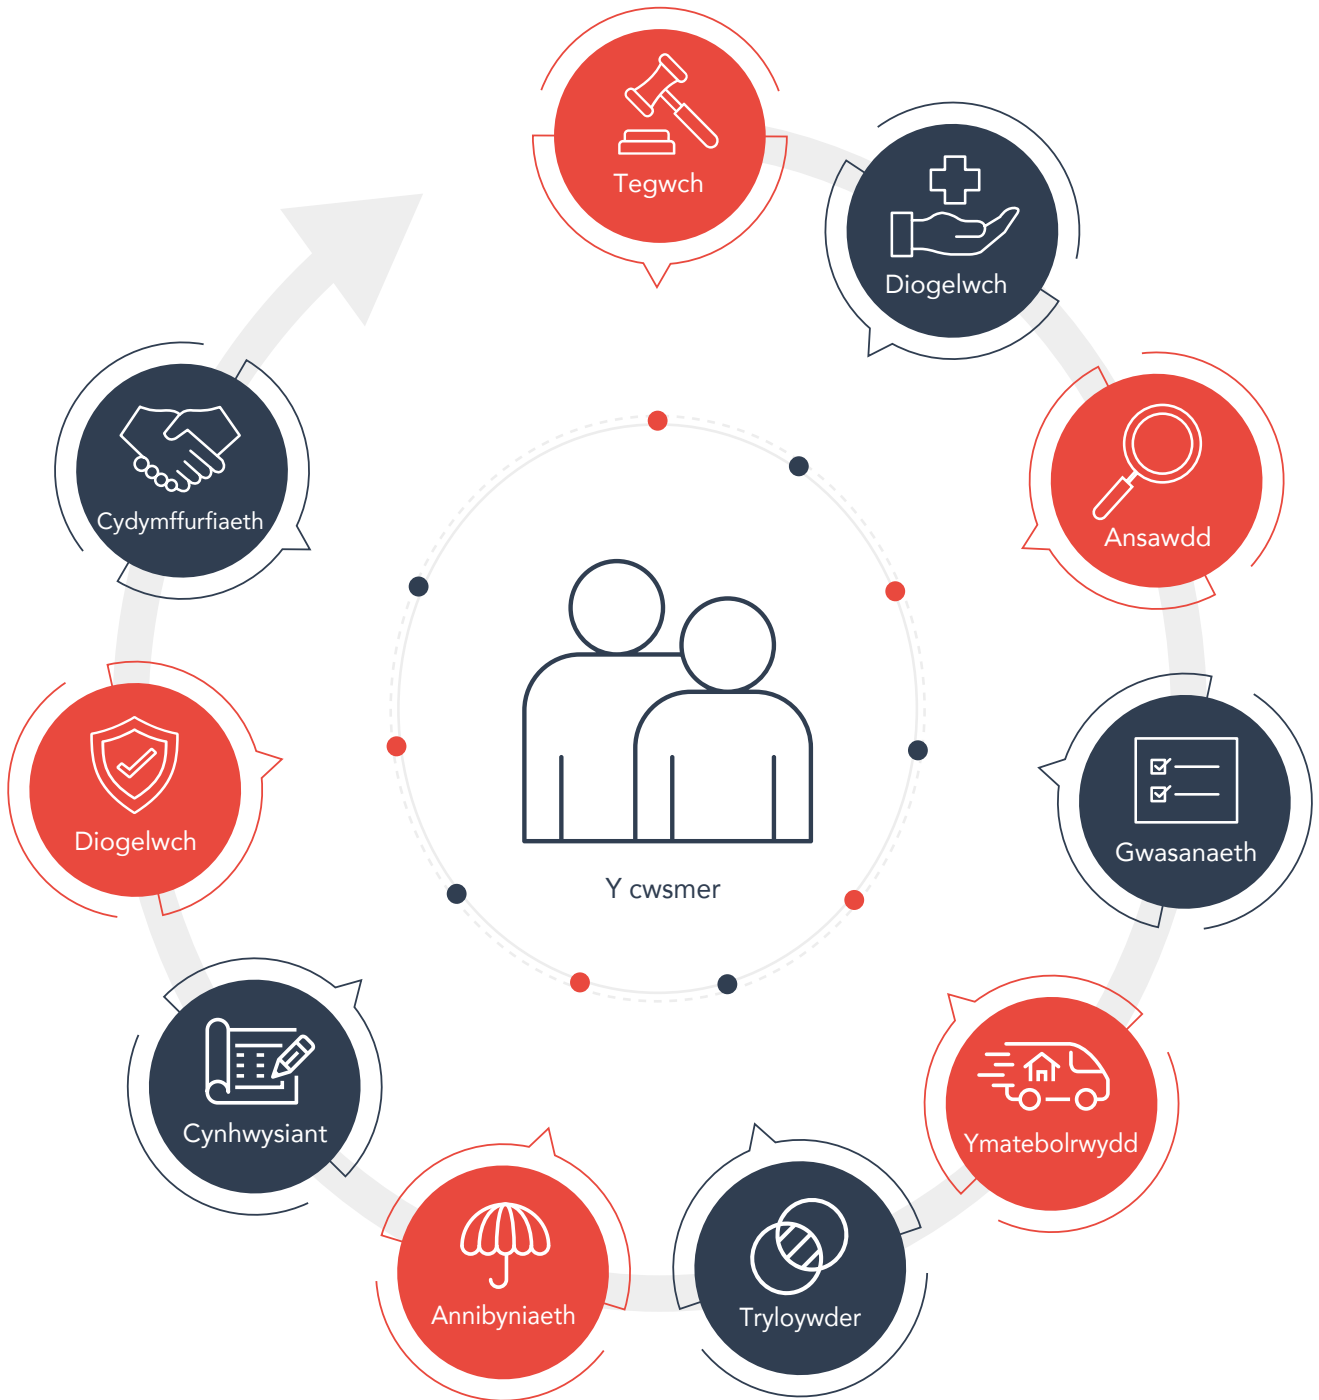 Tegwch
Diogelwch
Ansawdd
Gwasanaeth
Ymatebolrwydd
Tryloywder
Annibyniaeth
Cynhwysiant
Diogelwch
Cydymffurfiaeth
Y cwsmer